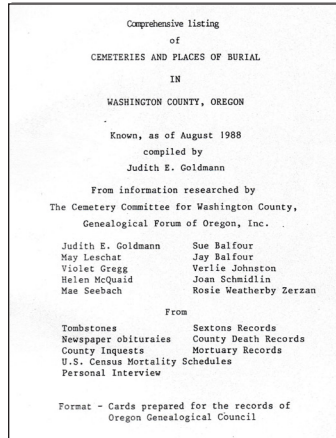 Comprehensive listing
of
CEMETERIES AND PLACES OF BURIAL
IN
WASHINGTON COUNTY, OREGON
Known, as of August 1988
compiled by
Judith E. Goldmann
From information researched by
The Cemetery Committee for Washington County,
Genealogical Forum of Oregon, Inc.
Judith E. Goldmann Sue Balfour
May Leschat Jay Balfour
Violet Gregg Verlie Johnston
Helen McQuaid Joan Schmidlin
Mae Seebach Rosie Weatherby Zerzan
From
Tombstones Sextons Records
Newspaper obituraies County Death Records
County Inquests Mortuary Records
U.S. Census Mortality Schedules
Personal Interview
Format - Cards prepared for the records of
Oregon Genealogical Council